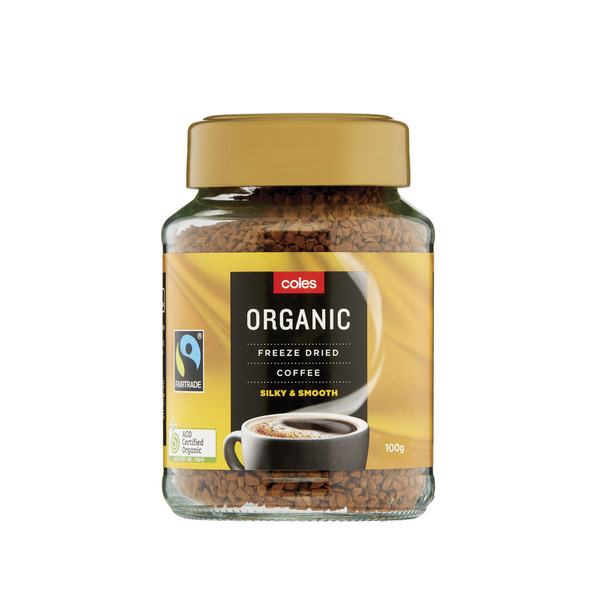 coles
ORGANIC
FREEZE DRIED
COFFEE
SILKY & SMOOTH
FAIRTRADE
ACO
Certified
Organic
100g